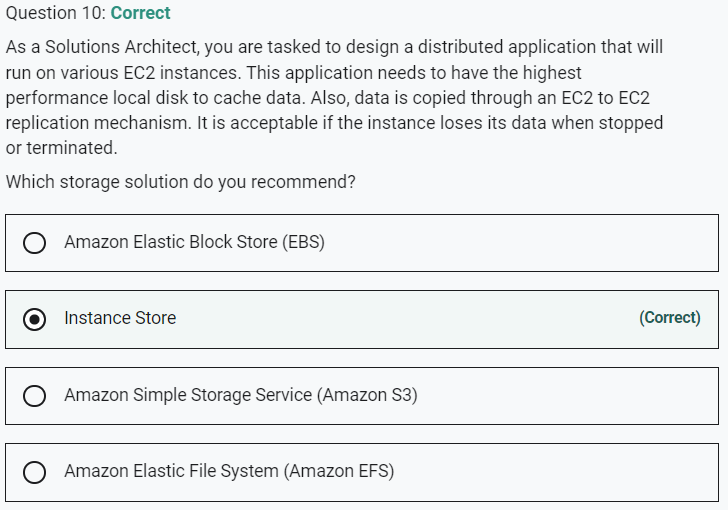 Question 10: Correct
As a Solutions Architect, you are tasked to design a distributed application that will
run on various EC2 instances. This application needs to have the highest
performance local disk to cache data. Also, data is copied through an EC2 to EC2
replication mechanism. It is acceptable if the instance loses its data when stopped
or terminated.
Which storage solution do you recommend?
Amazon Elastic Block Store (EBS)
Instance Store (Correct)
Amazon Simple Storage Service (Amazon S3)
Amazon Elastic File System (Amazon EFS)